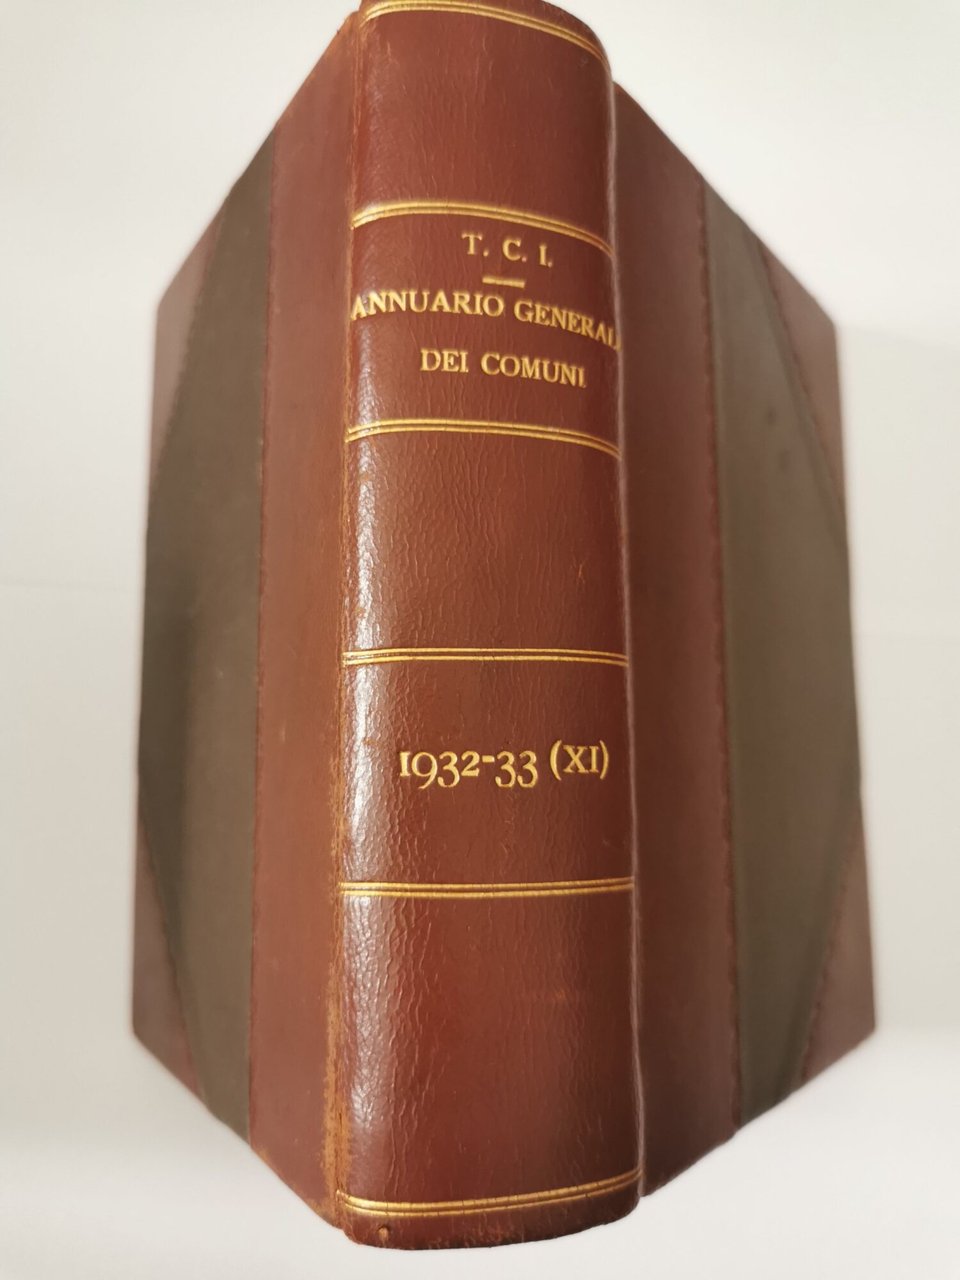 T. C. I.
ANNUARIO GENERALE
DEI COMUNI
1932-33 (XI)